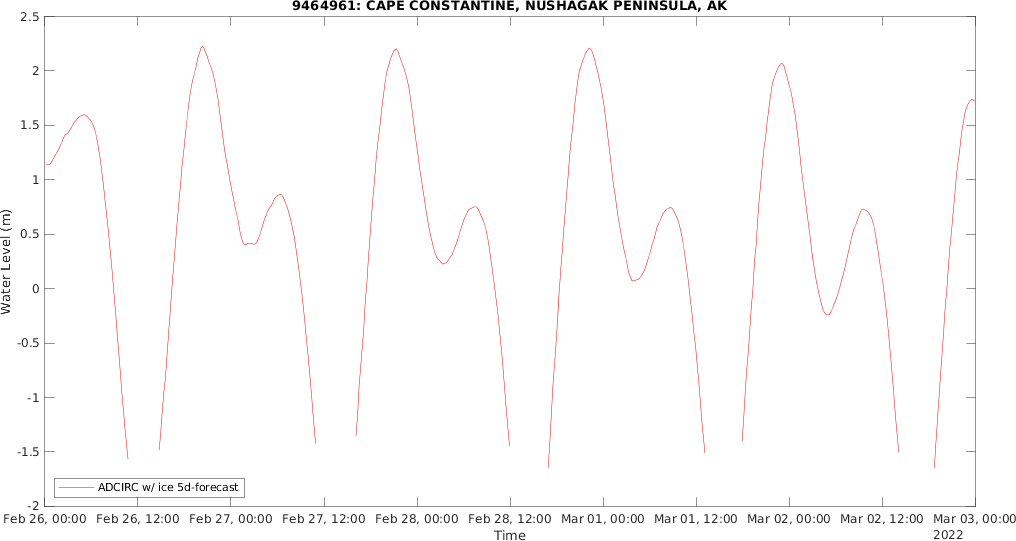 9464961: CAPE CONSTANTINE, NUSHAGAK PENINSULA, AK
2.5
2
1.5
1
0.5
0
-0.5
-1
-1.5
-2
Water Level (m)
ADCIRC w/ ice 5d-forecast
Feb 26, 00:00 Feb 26, 12:00 Feb 27, 00:00 Feb 27, 12:00 Feb 28, 00:00 Feb 28, 12:00 Mar 01, 00:00 Mar 01, 12:00 Mar 02, 00:00 Mar 02, 12:00 Mar 03, 00:00
Time
2022